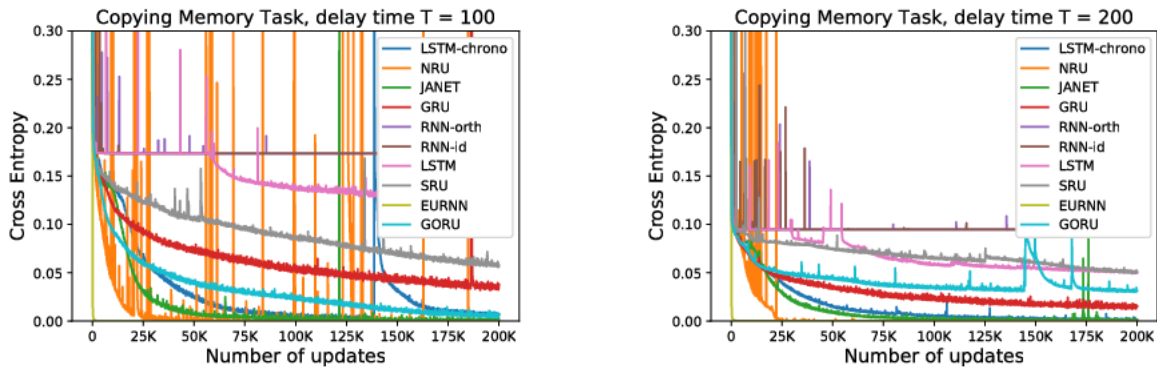 Copying Memory Task, delay time T = 100
Cross Entropy
0.30
0.25
0.20
0.15
0.10
0.05
0.00
LSTM-chrono
NRU
JANET
GRU
RNN-orth
RNN-id
LSTM
SRU
EURNN
GORU
0 25K 50K 75K 100K 125K 150K 175K 200K
Number of updates
Copying Memory Task, delay time T = 200
Cross Entropy
0.30
0.25
0.20
0.15
0.10
0.05
0.00
LSTM-chrono
NRU
JANET
GRU
RNN-orth
RNN-id
LSTM
SRU
EURNN
GORU
0 25K 50K 75K 100K 125K 150K 175K 200K
Number of updates